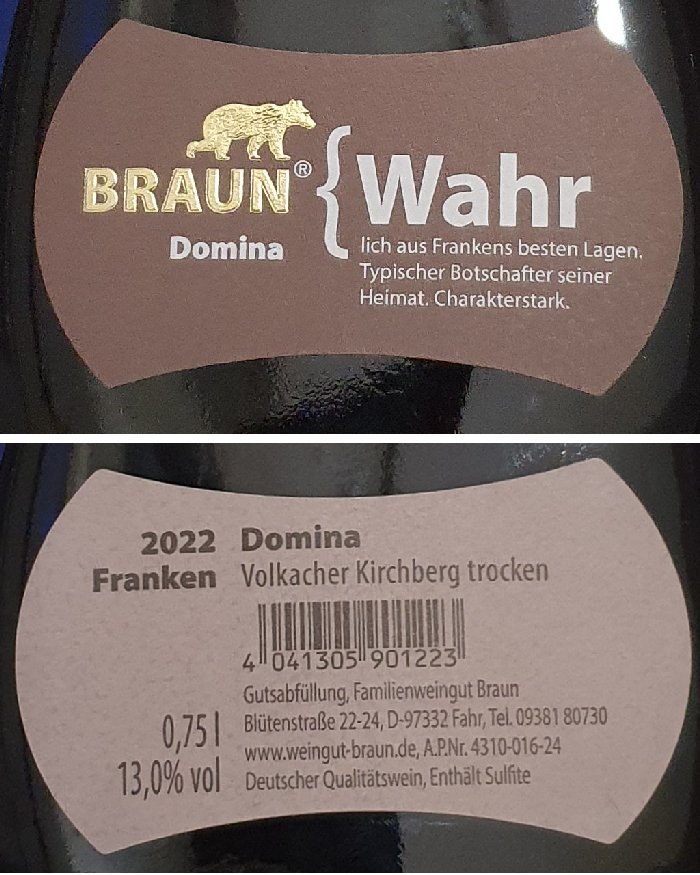 BRAUN®
Domina
{Wahr
lich aus Frankens besten Lagen.
Typischer Botschafter seiner
Heimat. Charakterstark.
2022 Domina
Franken Volkacher Kirchberg trocken
4 041305 901223
Gutsabfüllung, Familienweingut Braun
0,75 l Blütenstraße 22-24, D-97332 Fahr, Tel. 09381 80730
www.weingut-braun.de, A.P.Nr. 4310-016-24
13,0% vol Deutscher Qualitätswein, Enthält Sulfite